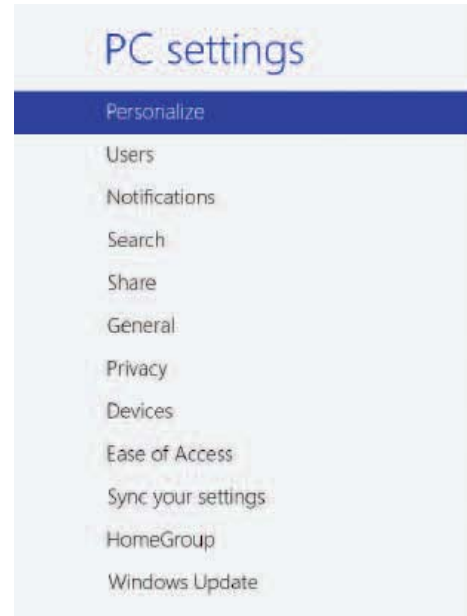 PC settings
Personalize
Users
Notifications
Search
Share
General
Privacy
Devices
Ease of Access
Sync your settings
HomeGroup
Windows Update